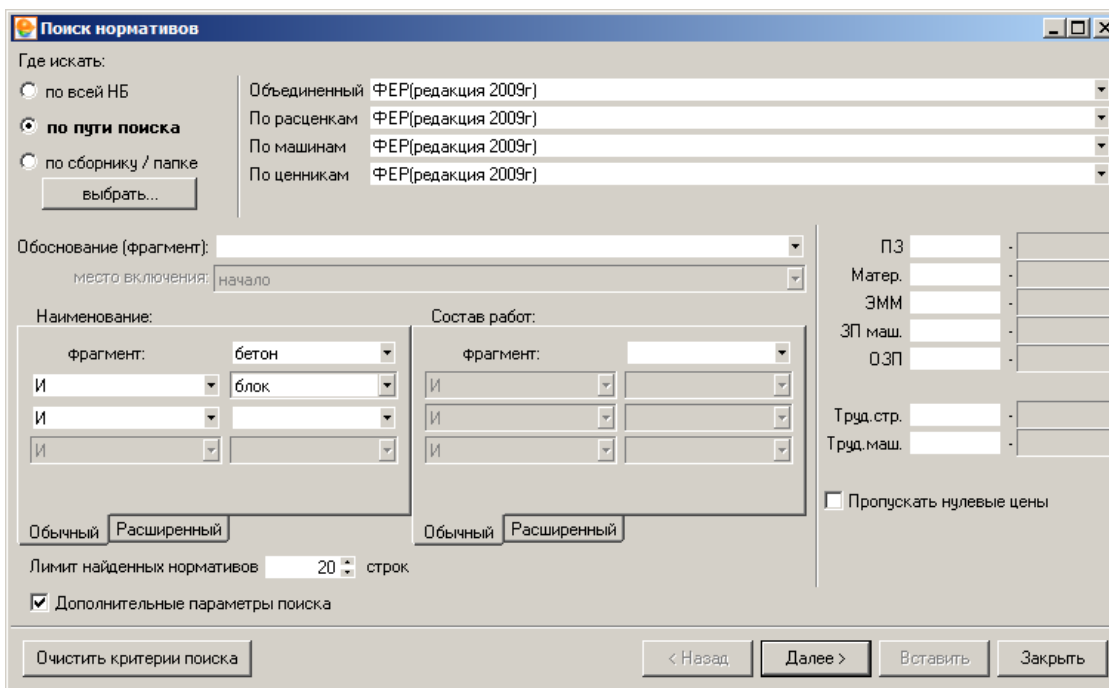 Поиск нормативов
Где искать:
по всей НБ
по пути поиска
по сборнику / папке
выбрать...
Объединенный ФЕР(редакция 2009г)
По расценкам ФЕР(редакция 2009г)
По машинам ФЕР(редакция 2009г)
По ценникам ФЕР(редакция 2009г)
Обоснование (фрагмент):
место включения: начало
Наименование:
фрагмент: бетон
И блок
И
И
Обычный Расширенный
Состав работ:
фрагмент:
И
И
И
Обычный Расширенный
ПЗ -
Матер. -
ЭММ -
ЗП маш. -
ОЗП -
Труд.стр. -
Труд.маш. -
Пропускать нулевые цены
Лимит найденных нормативов 20 строк
Дополнительные параметры поиска
Очистить критерии поиска
< Назад
Далее >
Вставить
Закрыть